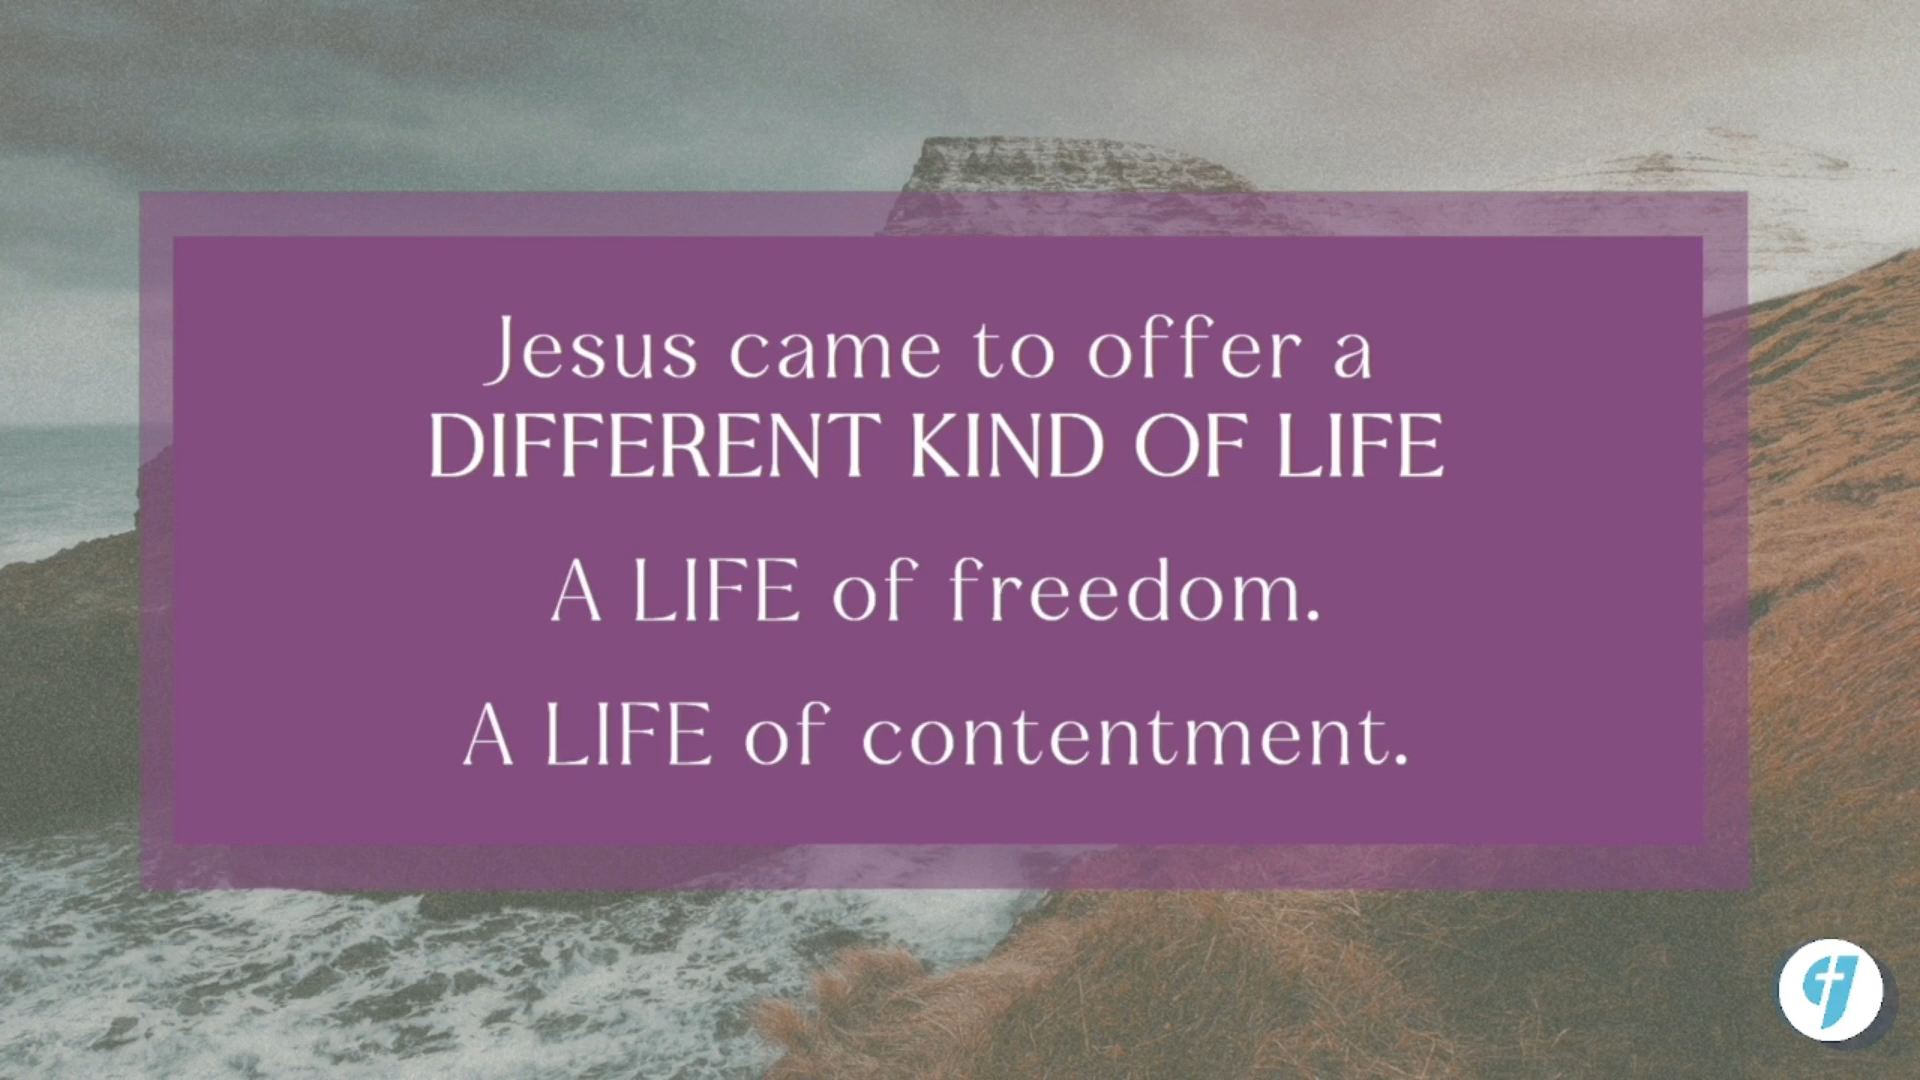 Jesus came to offer a
DIFFERENT KIND OF LIFE
A LIFE of freedom.
A LIFE of contentment.